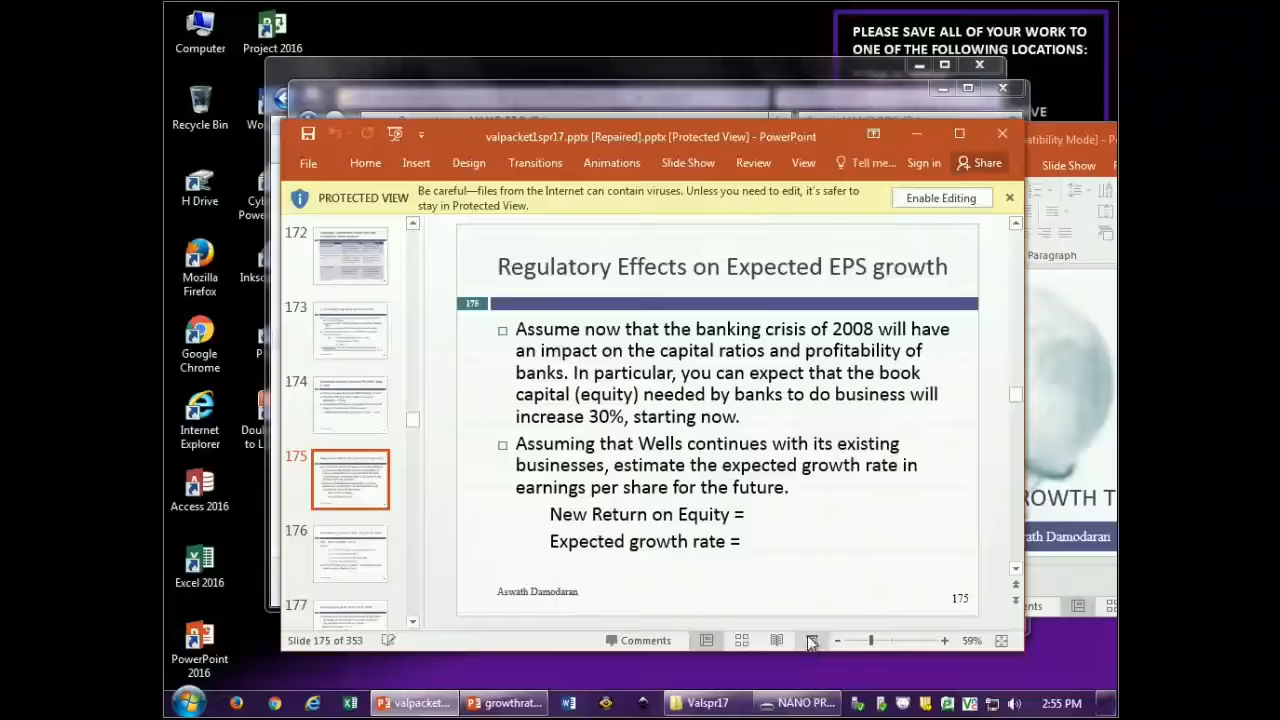 Computer
Project 2016
PLEASE SAVE ALL OF YOUR WORK TO
ONE OF THE FOLLOWING LOCATIONS:
Recycle Bin
valpacket1spr17.pptx [Repaired].pptx [Protected View] - PowerPoint
File
Home
Insert
Design
Transitions
Animations
Slide Show
Review
View
Tell me...
Sign in
Share
Slide Show
PROTECTED VIEW
Be careful—files from the Internet can contain viruses. Unless you need to edit, it's safer to
stay in Protected View.
Enable Editing
H Drive
Mozilla
Firefox
Google
Chrome
Internet
Explorer
Access 2016
Excel 2016
PowerPoint
2016
172
173
174
175
176
177
Regulatory Effects on Expected EPS growth
175
□ Assume now that the banking crisis of 2008 will have
an impact on the capital ratios and profitability of
banks. In particular, you can expect that the book
capital (equity) needed by banks to do business will
increase 30%, starting now.
□ Assuming that Wells continues with its existing
businesses, estimate the expected growth rate in
earnings per share for the future.
New Return on Equity =
Expected growth rate =
Aswath Damodaran
175
Paragraph
ROWTH T
ath Damodaran
ents
Slide 175 of 353
Comments
59%
valpacket...
growthrat...
Valspr17
NANO PR...
2:55 PM